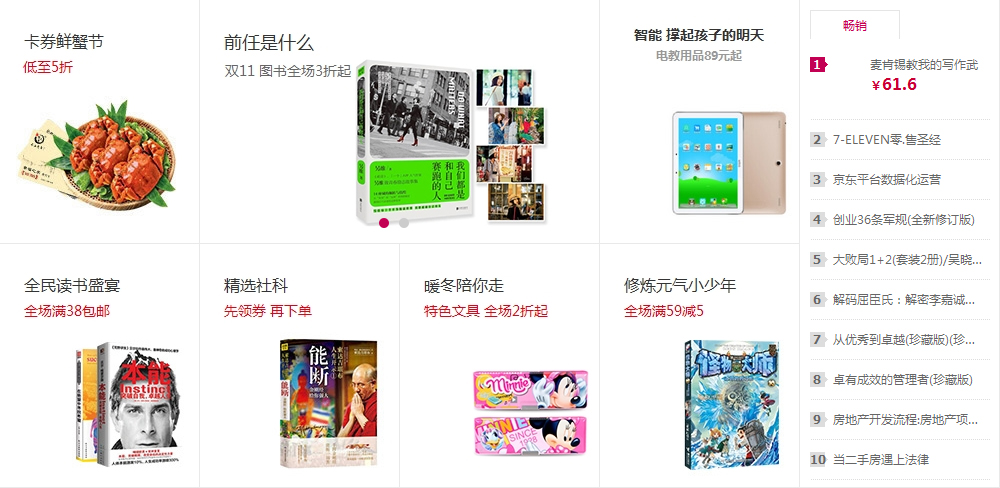 卡券鲜蟹节
低至5折
前任是什么
双11 图书全场3折起
NO WHAT
MATTERS
我们都是
和自己
赛跑的人
智能 撑起孩子的明天
电教用品89元起
全民读书盛宴
全场满38包邮
本能
Instinct
精选社科
先领券 再下单
能断
暖冬陪你走
特色文具 全场2折起
Minnie
MINNIE
SINCE
1998
修炼元气小少年
全场满59减5
怪物大师
畅销
1 麦肯锡教我的写作武
¥61.6
2 7-ELEVEN零.售圣经
3 京东平台数据化运营
4 创业36条军规(全新修订版)
5 大败局1+2(套装2册)/吴晓...
6 解码屈臣氏：解密李嘉诚...
7 从优秀到卓越(珍藏版)(珍...
8 卓有成效的管理者(珍藏版)
9 房地产开发流程:房地产项...
10 当二手房遇上法律